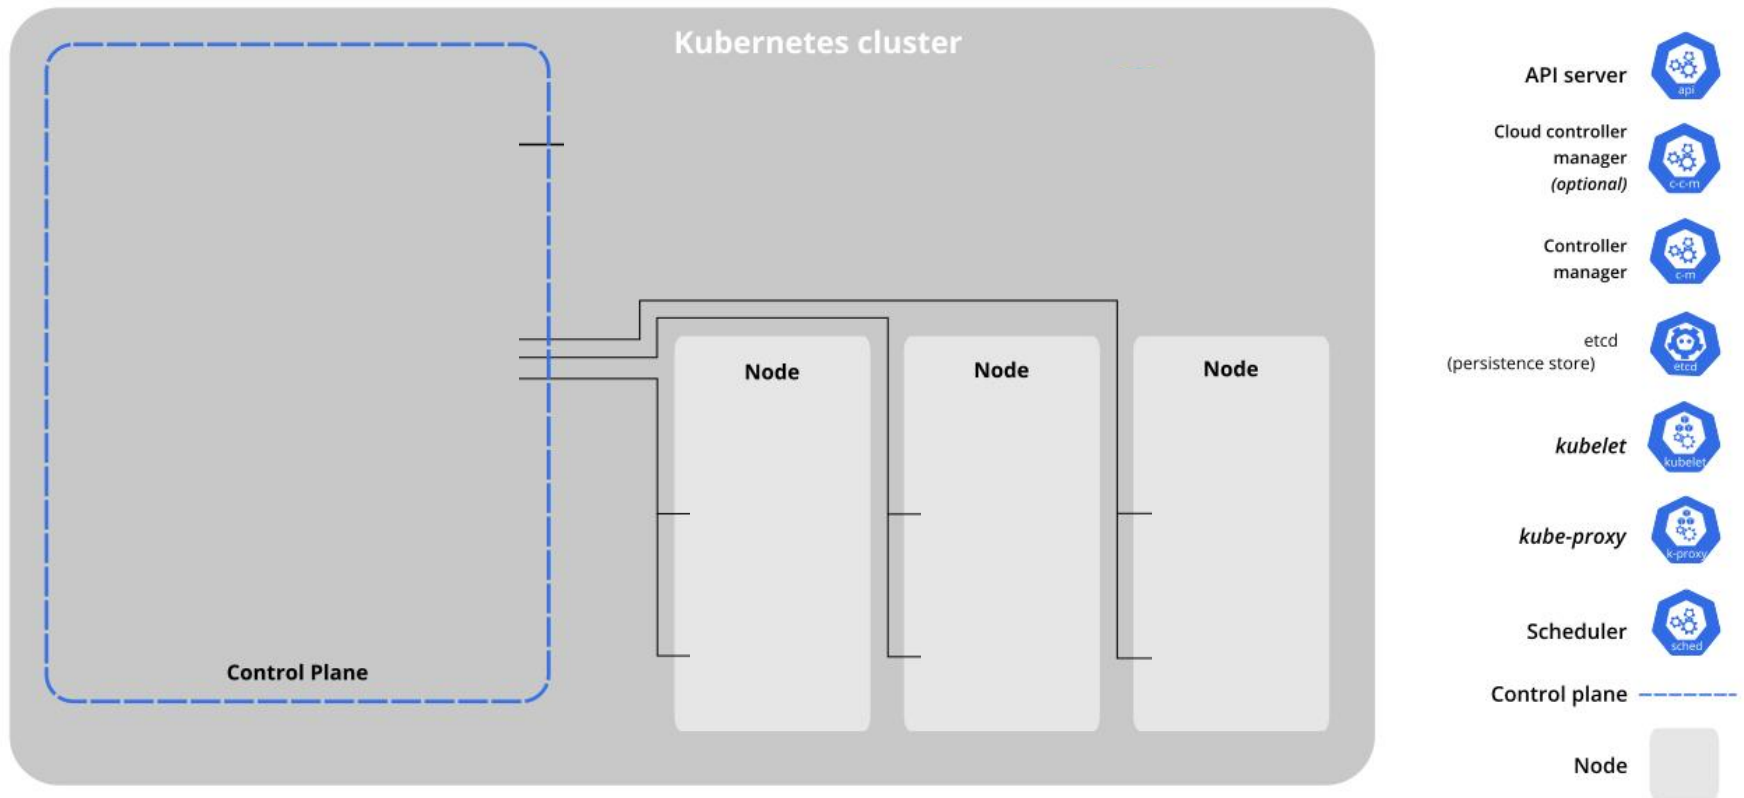 Kubernetes cluster
Control Plane
Node
Node
Node
API server
api
Cloud controller
manager
(optional)
c-c-m
Controller
manager
c-m
etcd
(persistence store)
etcd
kubelet
kubelet
kube-proxy
k-proxy
Scheduler
sched
Control plane
Node